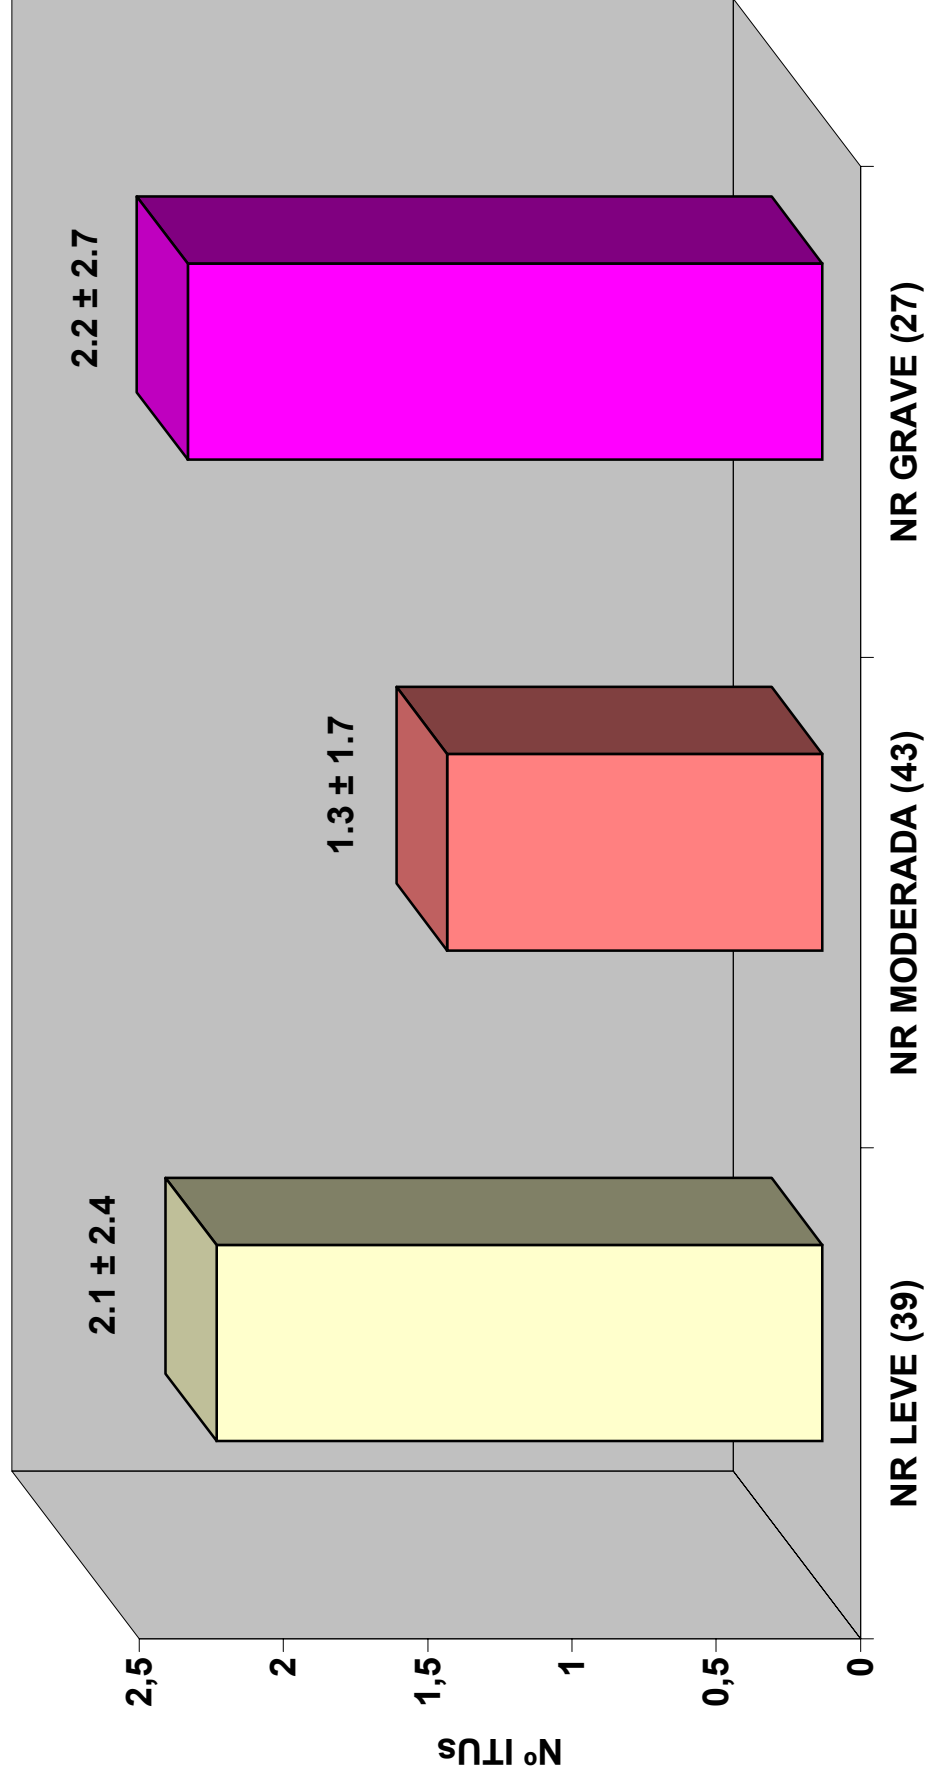 Nº ITUs
2,5
2
1,5
1
0,5
0
2.1 ± 2.4
1.3 ± 1.7
2.2 ± 2.7
NR LEVE (39)
NR MODERADA (43)
NR GRAVE (27)